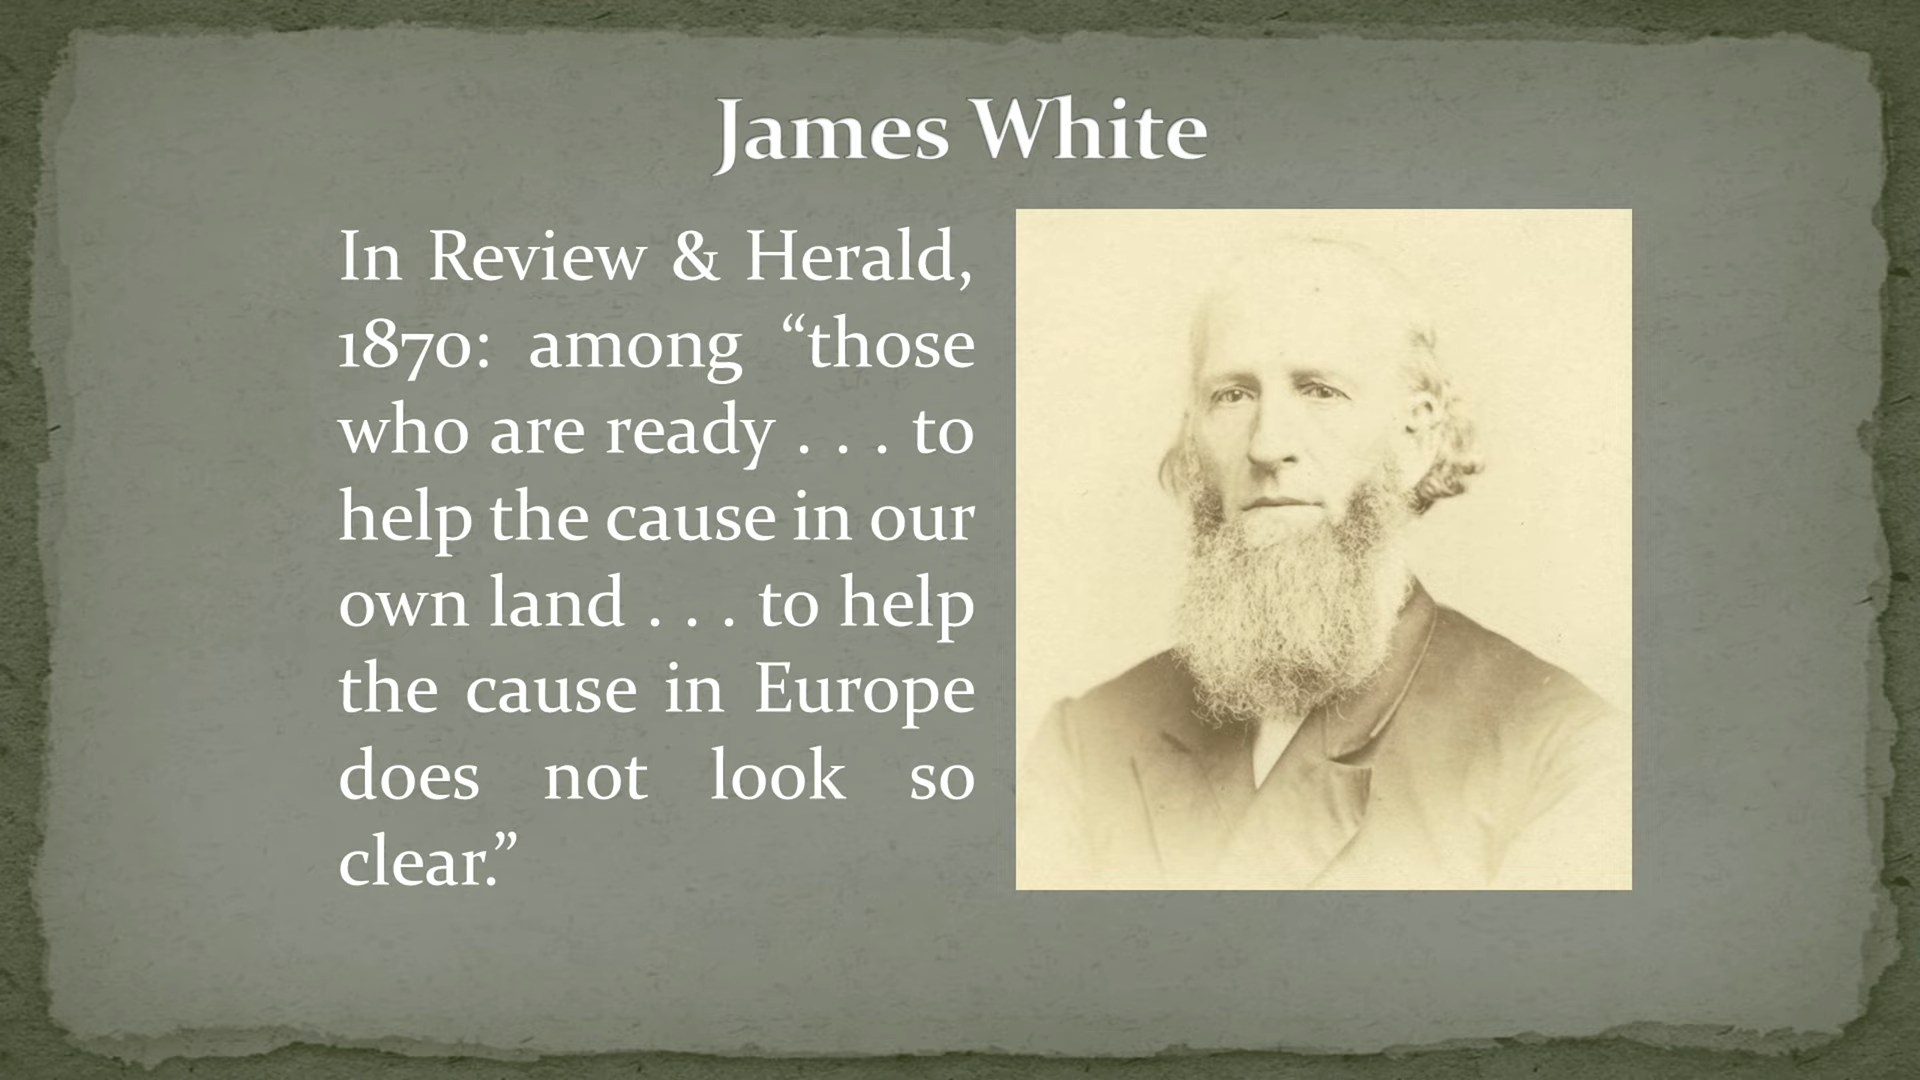 James White
In Review & Herald,
1870: among “those
who are ready . . . to
help the cause in our
own land . . . to help
the cause in Europe
does not look so
clear.”